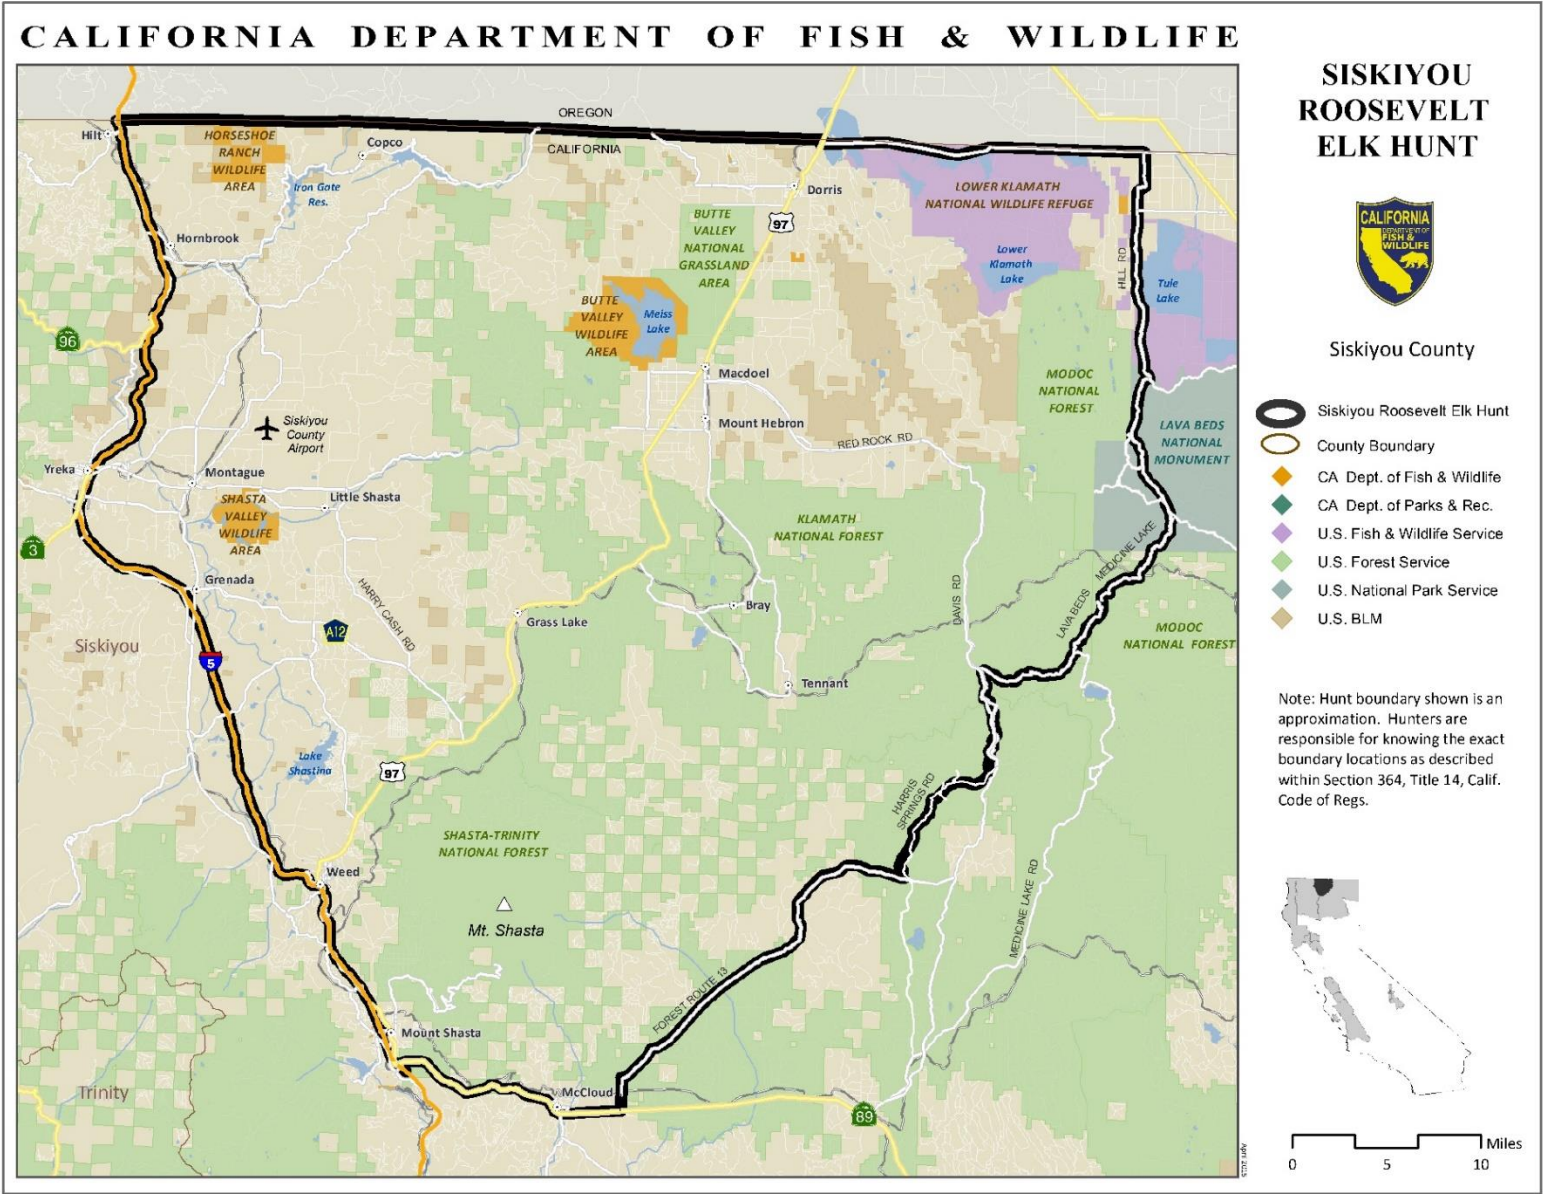 CALIFORNIA DEPARTMENT OF FISH & WILDLIFE
SISKIYOU
ROOSEVELT
ELK HUNT
CALIFORNIA
DEPARTMENT OF
FISH &
WILDLIFE
Siskiyou County
Siskiyou Roosevelt Elk Hunt
County Boundary
CA Dept. of Fish & Wildlife
CA Dept. of Parks & Rec.
U.S. Fish & Wildlife Service
U.S. Forest Service
U.S. National Park Service
U.S. BLM
Note: Hunt boundary shown is an
approximation. Hunters are
responsible for knowing the exact
boundary locations as described
within Section 364, Title 14, Calif.
Code of Regs.
Miles
0 5 10
April 2015
OREGON
CALIFORNIA
Hilt
HORSESHOE
RANCH
WILDLIFE
AREA
Copco
Iron Gate
Res.
Dorris
LOWER KLAMATH
NATIONAL WILDLIFE REFUGE
BUTTE
VALLEY
NATIONAL
GRASSLAND
AREA
97
Hornbrook
Lower
Klamath
Lake
HILL RD
Tule
Lake
BUTTE
VALLEY
WILDLIFE
AREA
Meiss
Lake
96
Macdoel
MODOC
NATIONAL
FOREST
Siskiyou
County
Airport
Mount Hebron
RED ROCK RD
LAVA BEDS
NATIONAL
MONUMENT
Yreka
Montague
Little Shasta
SHASTA
VALLEY
WILDLIFE
AREA
KLAMATH
NATIONAL FOREST
3
Grenada
HARRY CASH RD
DAVIS RD
LAVA BEDS MEDICINE LAKE
Bray
Grass Lake
A12
MODOC
NATIONAL FOREST
Siskiyou
5
Tennant
Lake
Shastina
97
HARRIS
SPRINGS RD
SHASTA-TRINITY
NATIONAL FOREST
Weed
Mt. Shasta
MEDICINE LAKE RD
FOREST ROUTE 13
Mount Shasta
Trinity
McCloud
89